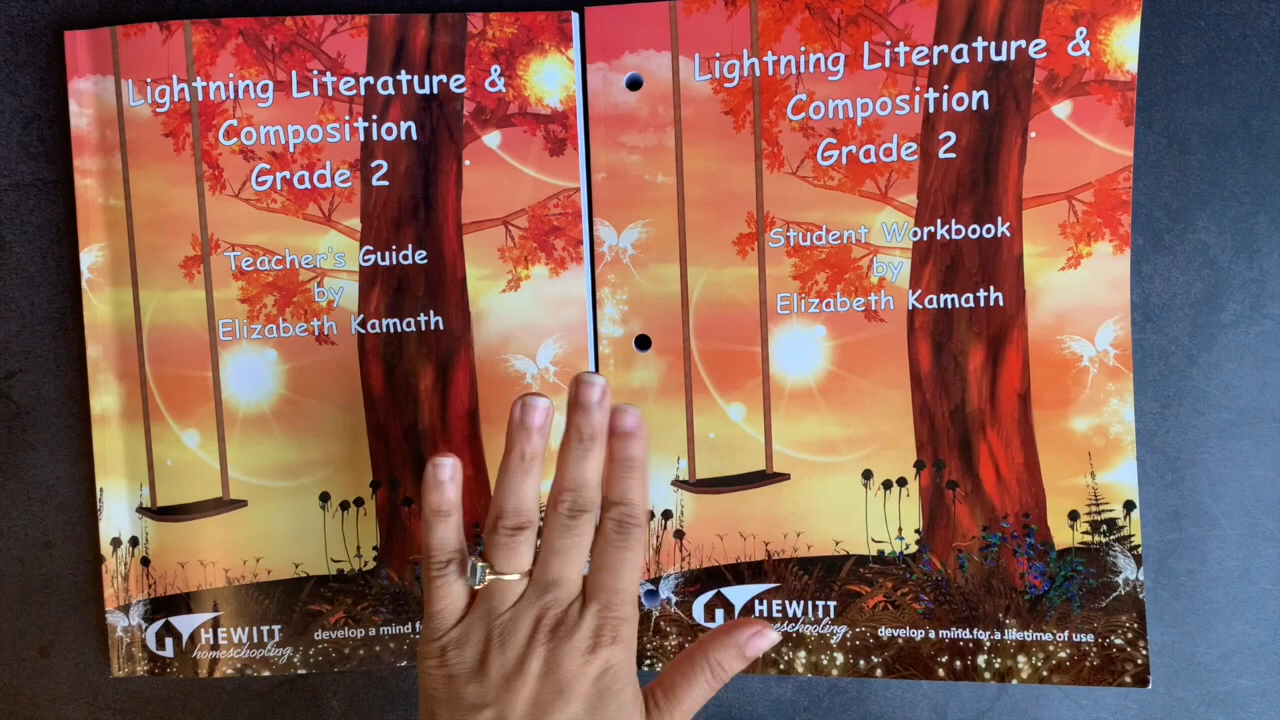 Lightning Literature &
Composition
Grade 2
Teacher's Guide
by
Elizabeth Kamath
HEWITT
homeschooling
develop a mind
Lightning Literature &
Composition
Grade 2
Student Workbook
by
Elizabeth Kamath
HEWITT
homeschooling
develop a mind for a lifetime of use